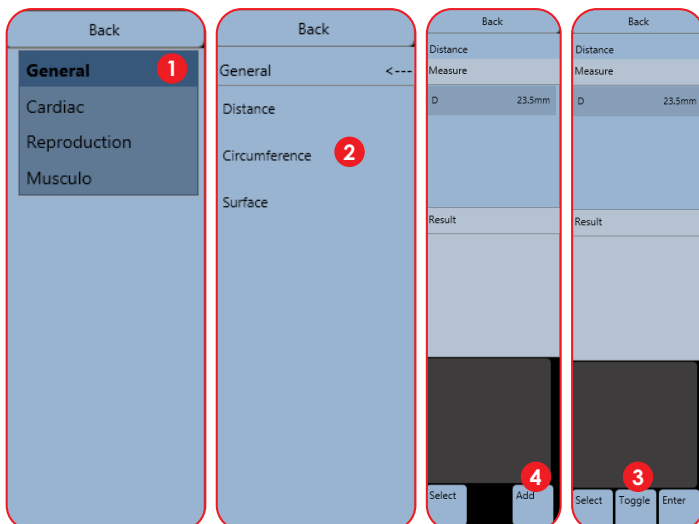 Back
General 1
Cardiac
Reproduction
Musculo
Back
General <---
Distance
Circumference 2
Surface
Back
Distance
Measure
D 23.5mm
Result
4
Select Add
Back
Distance
Measure
D 23.5mm
Result
3
Select Toggle Enter